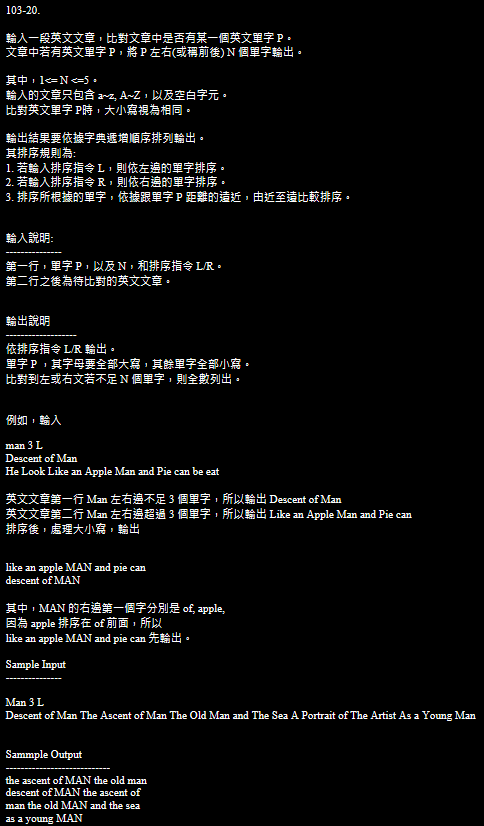 103-20.
輸入一段英文文章，比對文章中是否有某一個英文單字 P。
文章中若有英文單字 P，將 P 左右(或稱前後) N 個單字輸出。
其中，1<= N <=5。
輸入的文章只包含 a~z, A~Z，以及空白字元。
比對英文單字 P時，大小寫視為相同。
輸出結果要依據字典遞增順序排列輸出。
其排序規則為:
1. 若輸入排序指令 L，則依左邊的單字排序。
2. 若輸入排序指令 R，則依右邊的單字排序。
3. 排序所根據的單字，依據跟單字 P 距離的遠近，由近至遠比較排序。
輸入說明:
---------------
第一行，單字 P，以及 N，和排序指令 L/R。
第二行之後為待比對的英文文章。
輸出說明
-------------------
依排序指令 L/R 輸出。
單字 P ，其字母要全部大寫，其餘單字全部小寫。
比對到左或右文若不足 N 個單字，則全數列出。
例如，輸入
man 3 L
Descent of Man
He Look Like an Apple Man and Pie can be eat
英文文章第一行 Man 左右邊不足 3 個單字，所以輸出 Descent of Man
英文文章第二行 Man 左右邊超過 3 個單字，所以輸出 Like an Apple Man and Pie can
排序後，處理大小寫，輸出
like an apple MAN and pie can
descent of MAN
其中，MAN 的右邊第一個字分別是 of, apple,
因為 apple 排序在 of 前面，所以
like an apple MAN and pie can 先輸出。
Sample Input
---------------
Man 3 L
Descent of Man The Ascent of Man The Old Man and The Sea A Portrait of The Artist As a Young Man
Sammple Output
----------------------------
the ascent of MAN the old man
descent of MAN the ascent of
man the old MAN and the sea
as a young MAN